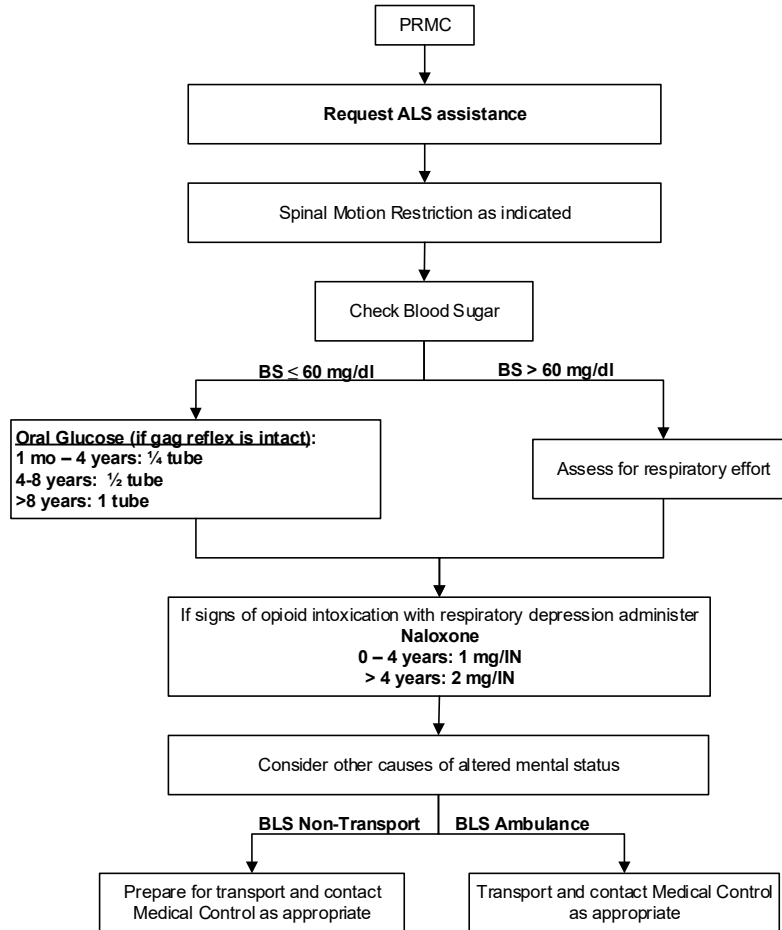 PRMC
Request ALS assistance
Spinal Motion Restriction as indicated
Check Blood Sugar
BS ≤ 60 mg/dl
BS > 60 mg/dl
Oral Glucose (if gag reflex is intact):
1 mo – 4 years: ¼ tube
4-8 years: ½ tube
>8 years: 1 tube
Assess for respiratory effort
If signs of opioid intoxication with respiratory depression administer
Naloxone
0 – 4 years: 1 mg/IN
> 4 years: 2 mg/IN
Consider other causes of altered mental status
BLS Non-Transport
BLS Ambulance
Prepare for transport and contact
Medical Control as appropriate
Transport and contact Medical Control
as appropriate